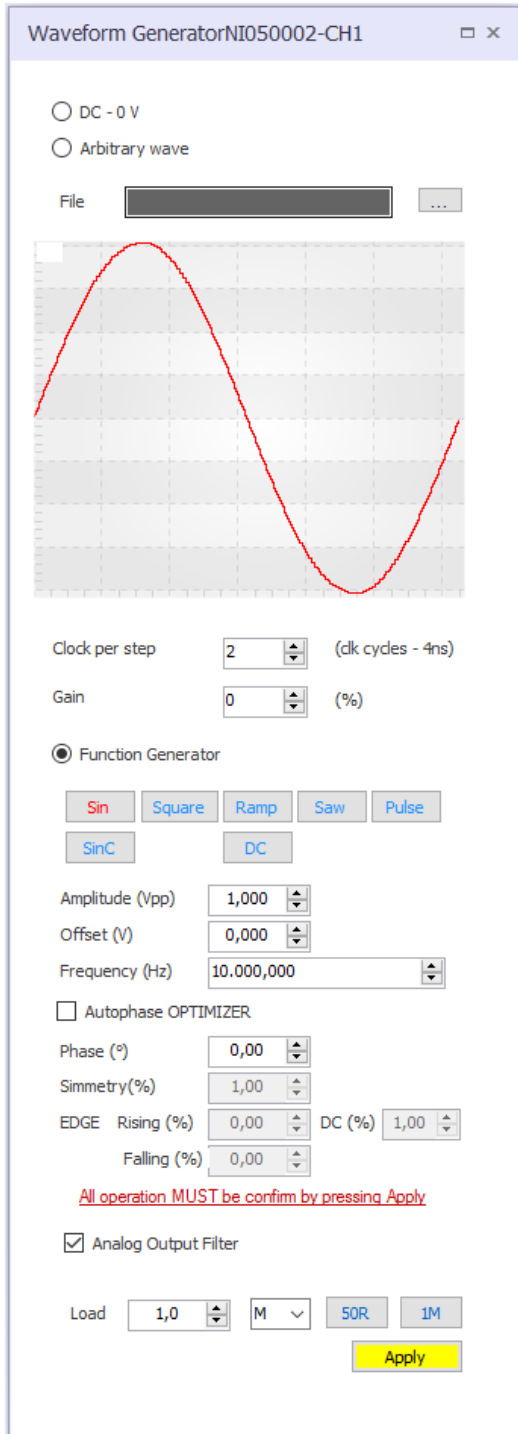 Waveform GeneratorNI050002-CH1
DC - 0 V
Arbitrary wave
File ...
Clock per step 2 (clk cycles - 4ns)
Gain 0 (%)
Function Generator
Sin Square Ramp Saw Pulse
SinC DC
Amplitude (Vpp) 1,000
Offset (V) 0,000
Frequency (Hz) 10.000,000
Autophase OPTIMIZER
Phase (°) 0,00
Simmetry(%) 1,00
EDGE Rising (%) 0,00 DC (%) 1,00
Falling (%) 0,00
All operation MUST be confirm by pressing Apply
Analog Output Filter
Load 1,0 M 50R 1M
Apply